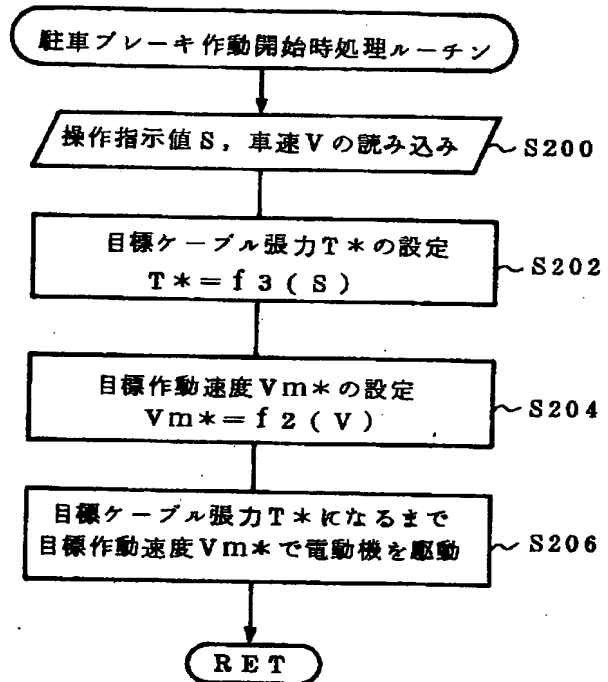 駐車ブレーキ作動開始時処理ルーチン
操作指示値S，車速Vの読み込み
S200
目標ケーブル張力T*の設定
T*=f3(S)
S202
目標作動速度Vm*の設定
Vm*=f2(V)
S204
目標ケーブル張力T*になるまで
目標作動速度Vm*で電動機を駆動
S206
RET